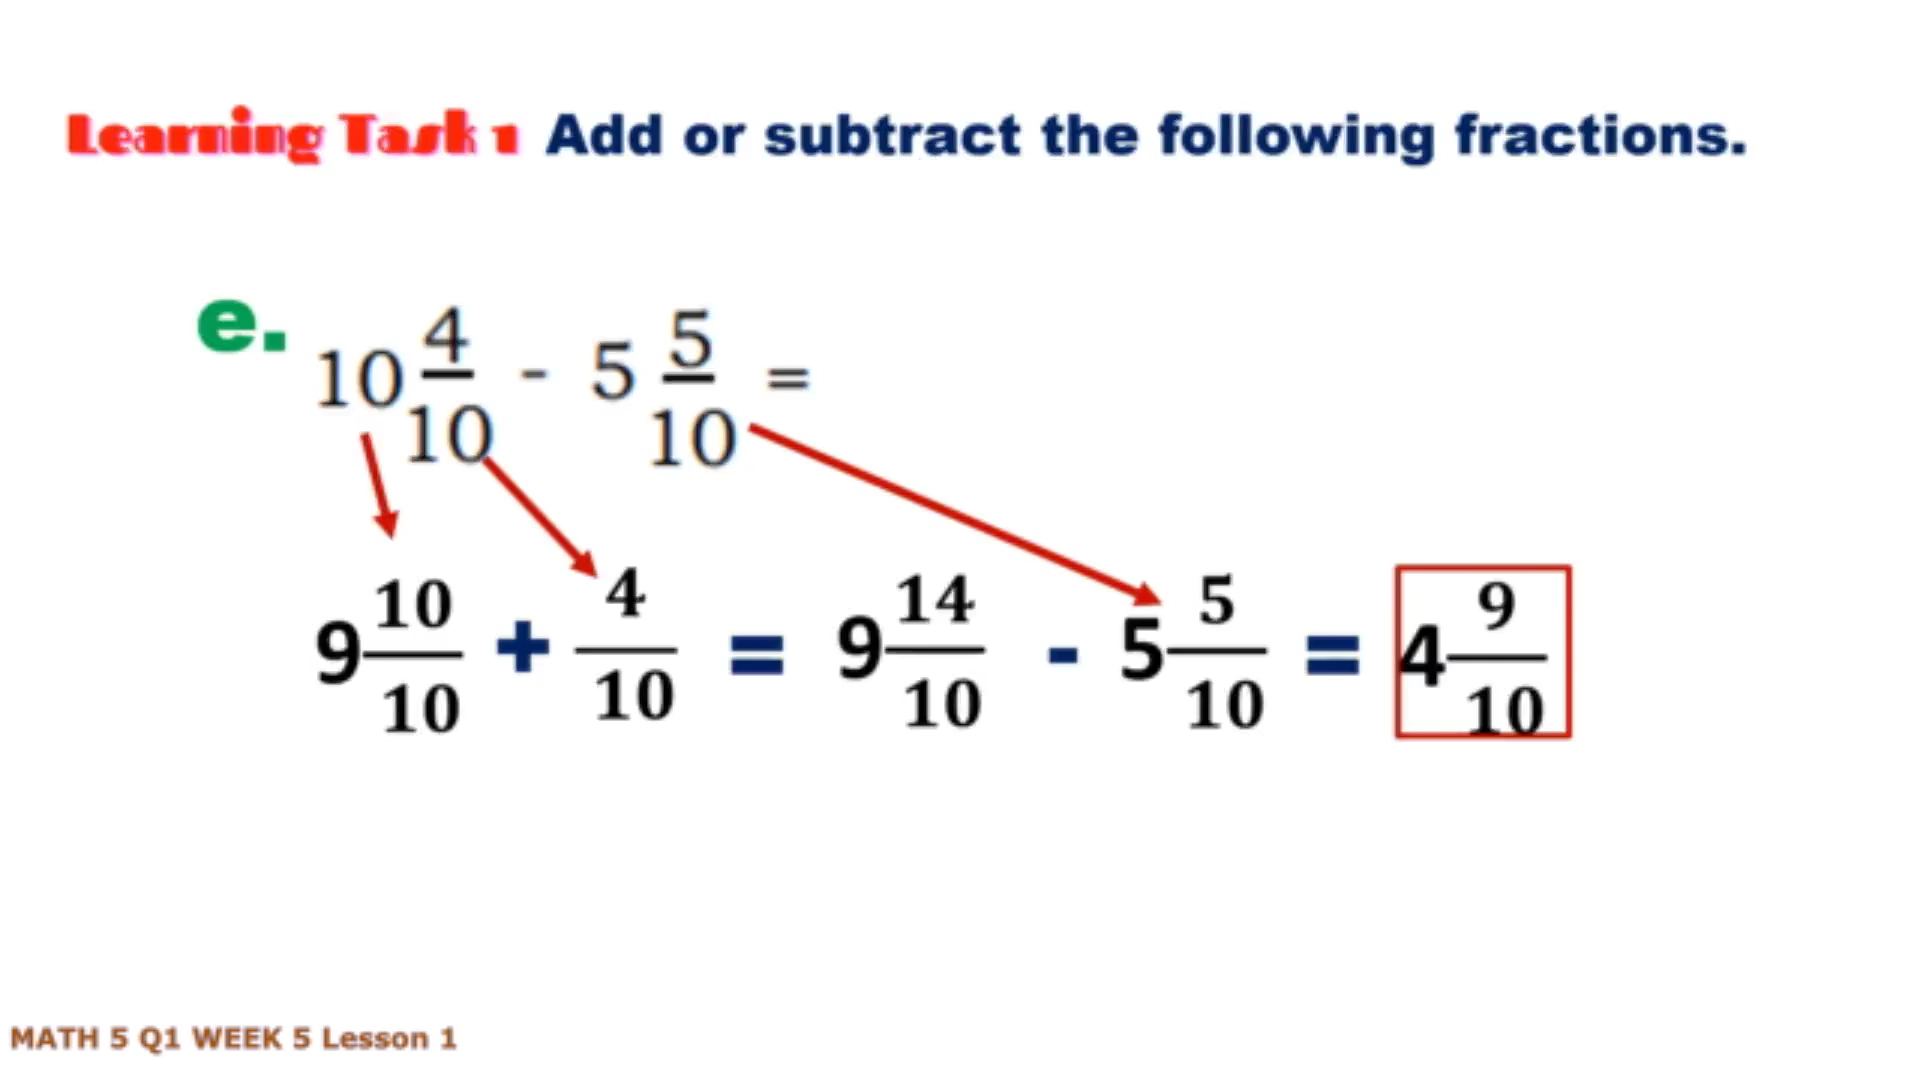 Learning Task 1 Add or subtract the following fractions.
e. 10 4/10 - 5 5/10 =
9 10/10 + 4/10 = 9 14/10 - 5 5/10 = 4 9/10
MATH 5 Q1 WEEK 5 Lesson 1